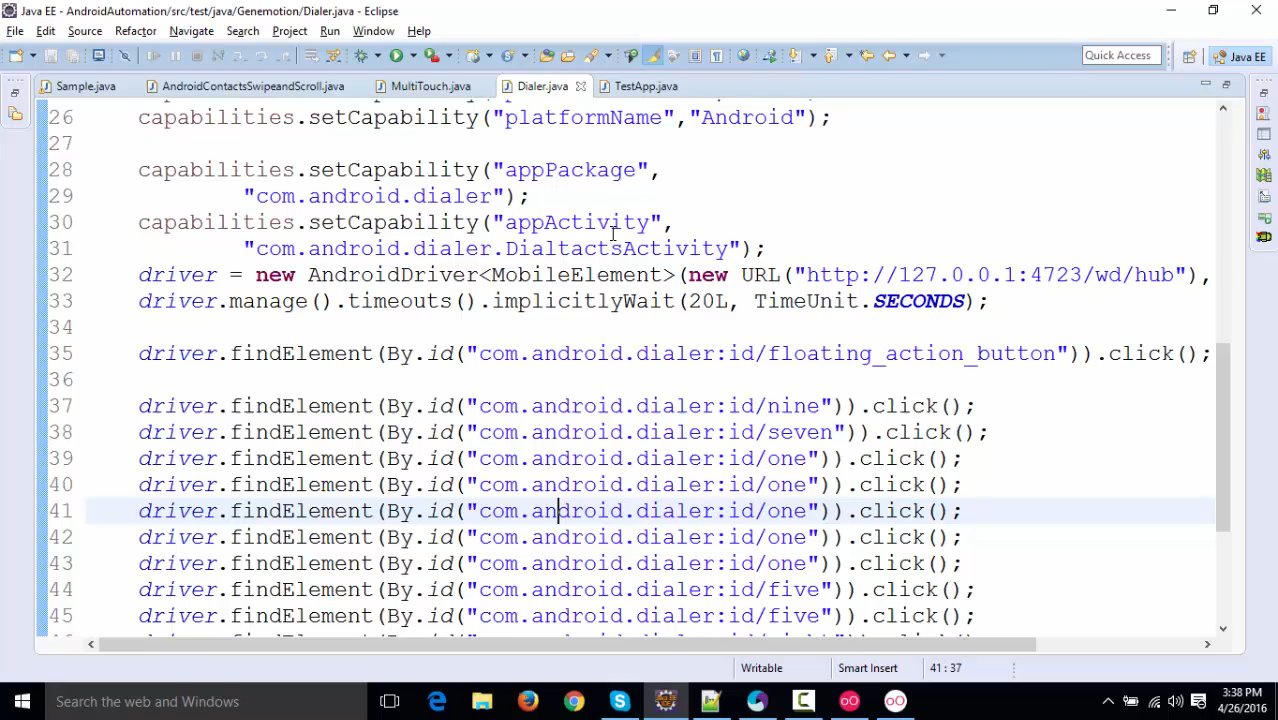 Java EE - AndroidAutomation/src/test/java/Genemotion/Dialer.java - Eclipse
File Edit Source Refactor Navigate Search Project Run Window Help
Quick Access
Java EE
Sample.java
AndroidContactsSwipeandScroll.java
MultiTouch.java
Dialer.java
TestApp.java
26 capabilities.setCapability("platformName","Android");
27
28 capabilities.setCapability("appPackage",
29 "com.android.dialer");
30 capabilities.setCapability("appActivity",
31 "com.android.dialer.DialtactsActivity");
32 driver = new AndroidDriver<MobileElement>(new URL("http://127.0.0.1:4723/wd/hub"),
33 driver.manage().timeouts().implicitlyWait(20L, TimeUnit.SECONDS);
34
35 driver.findElement(By.id("com.android.dialer:id/floating_action_button")).click();
36
37 driver.findElement(By.id("com.android.dialer:id/nine")).click();
38 driver.findElement(By.id("com.android.dialer:id/seven")).click();
39 driver.findElement(By.id("com.android.dialer:id/one")).click();
40 driver.findElement(By.id("com.android.dialer:id/one")).click();
41 driver.findElement(By.id("com.android.dialer:id/one")).click();
42 driver.findElement(By.id("com.android.dialer:id/one")).click();
43 driver.findElement(By.id("com.android.dialer:id/one")).click();
44 driver.findElement(By.id("com.android.dialer:id/five")).click();
45 driver.findElement(By.id("com.android.dialer:id/five")).click();
Writable
Smart Insert
41 : 37
Search the web and Windows
3:38 PM
4/26/2016